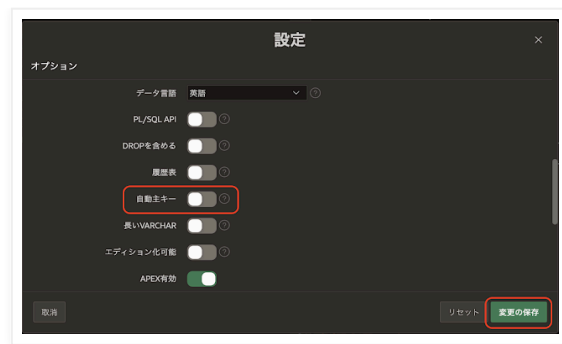 設定
×
オプション
データ言語 英語
PL/SQL API
DROPを含める
履歴表
自動主キー
長いVARCHAR
エディション化可能
APEX有効
取消 リセット 変更の保存